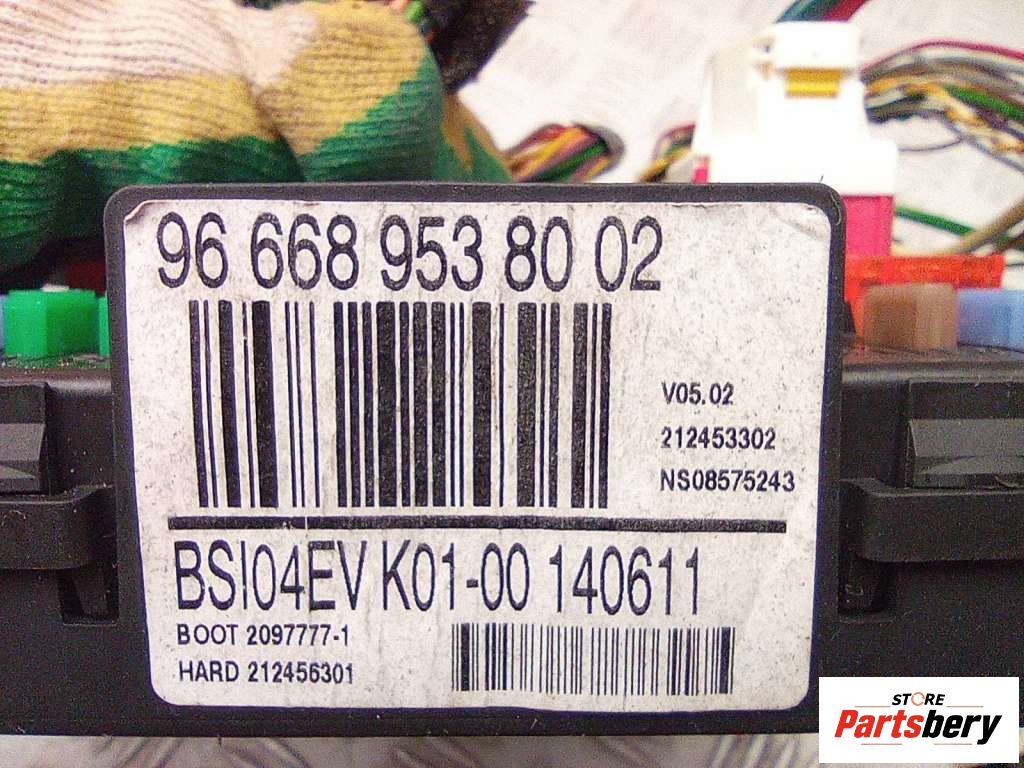 96 668 953 80 02
V05.02
212453302
NS08575243
BSI04EV K01-00 140611
BOOT 2097777-1
HARD 212456301
STORE
Partsbery